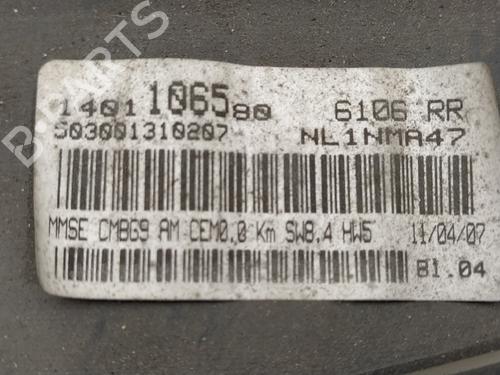 B-PARTS
1401 1065 80 6106 RR
S03001310207 NL1NMA47
MMSE CMBG9 AM CEM0.0 Km SW8.4 HW5 11/04/07
B1.04